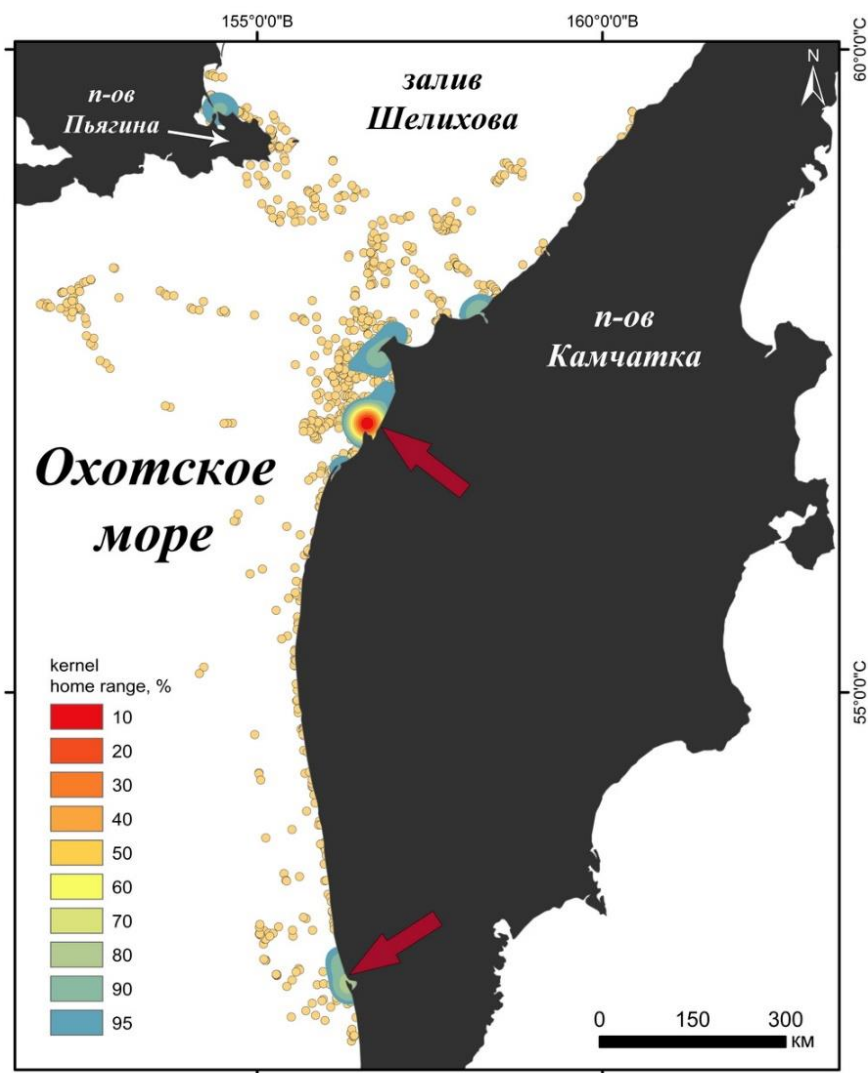 155°0'0"В
160°0'0"В
60°0'0"С
N
залив
Шелихова
п-ов
Пьягина
п-ов
Камчатка
Охотское
море
55°0'0"С
kernel
home range, %
10
20
30
40
50
60
70
80
90
95
0 150 300
км